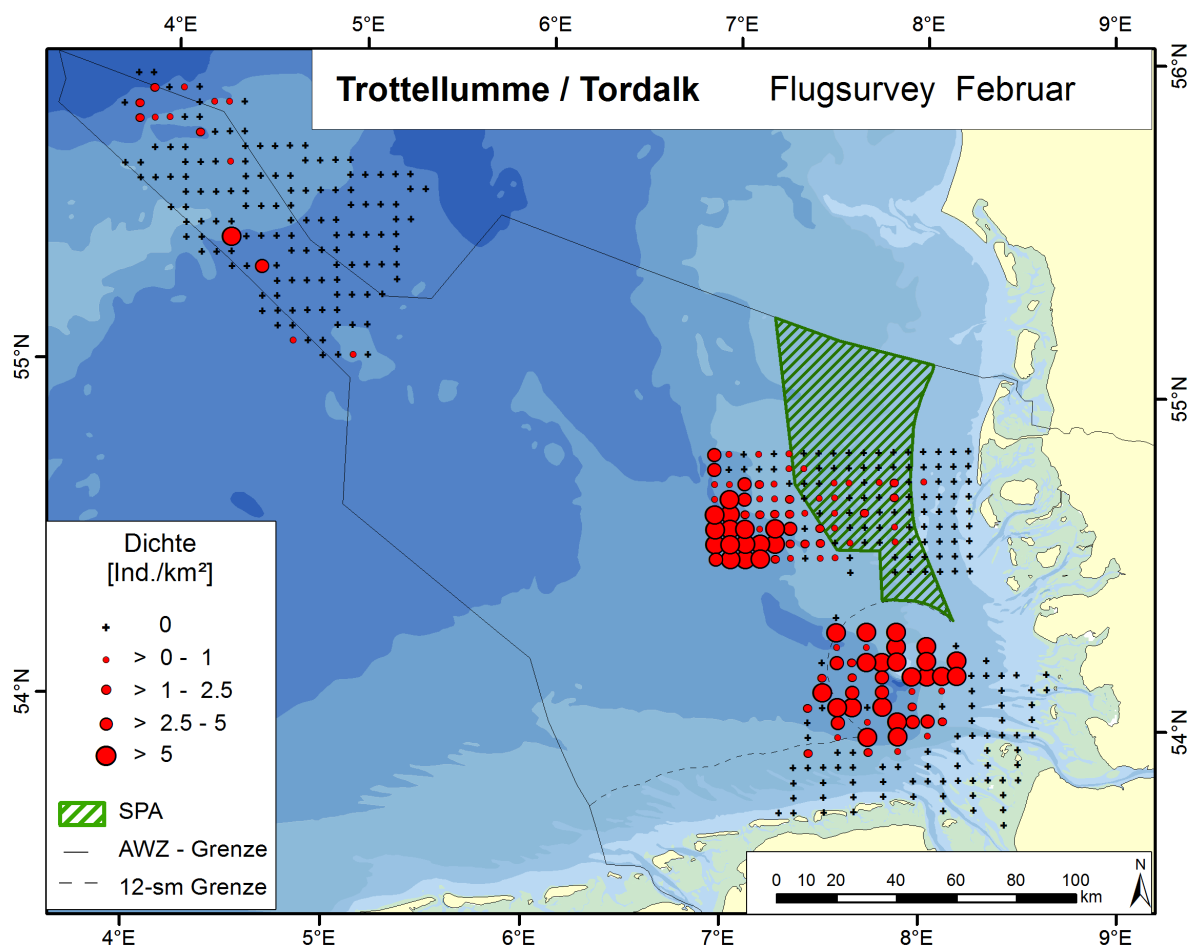 4°E 5°E 6°E 7°E 8°E 9°E
Trottellumme / Tordalk Flugsurvey Februar
56°N
55°N
55°N
54°N
54°N
Dichte
[Ind./km²]
0
> 0 - 1
> 1 - 2.5
> 2.5 - 5
> 5
SPA
AWZ - Grenze
12-sm Grenze
N
0 10 20 40 60 80 100
km
4°E 5°E 6°E 7°E 8°E 9°E